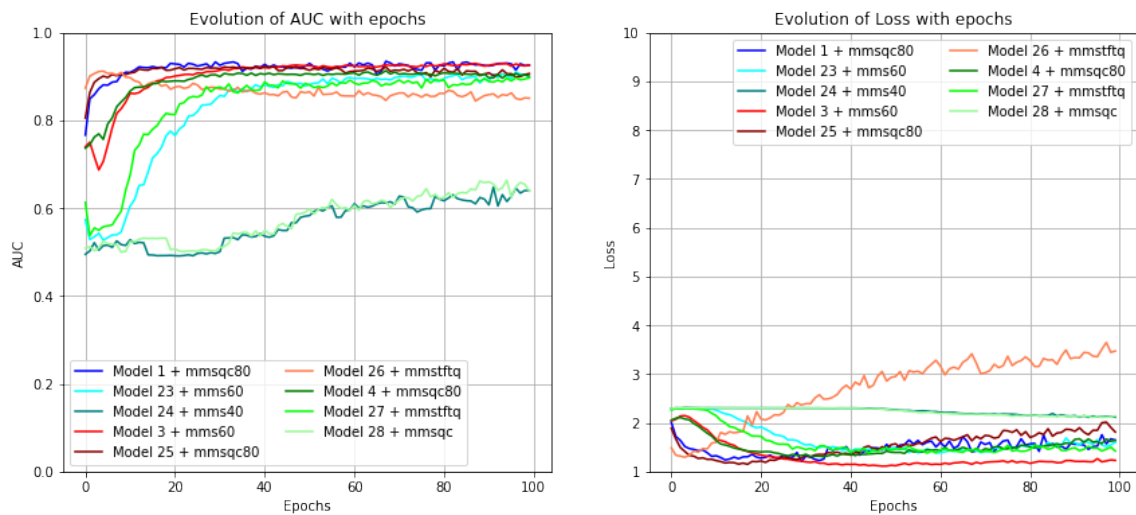 Evolution of AUC with epochs
1.0
0.8
0.6
0.4
0.2
0.0
AUC
Model 1 + mmsqc80
Model 23 + mms60
Model 24 + mms40
Model 3 + mms60
Model 25 + mmsqc80
Model 26 + mmstftq
Model 4 + mmsqc80
Model 27 + mmstftq
Model 28 + mmsqc
0 20 40 60 80 100
Epochs
Evolution of Loss with epochs
10
9
8
7
6
5
4
3
2
1
Loss
Model 1 + mmsqc80
Model 23 + mms60
Model 24 + mms40
Model 3 + mms60
Model 25 + mmsqc80
Model 26 + mmstftq
Model 4 + mmsqc80
Model 27 + mmstftq
Model 28 + mmsqc
0 20 40 60 80 100
Epochs